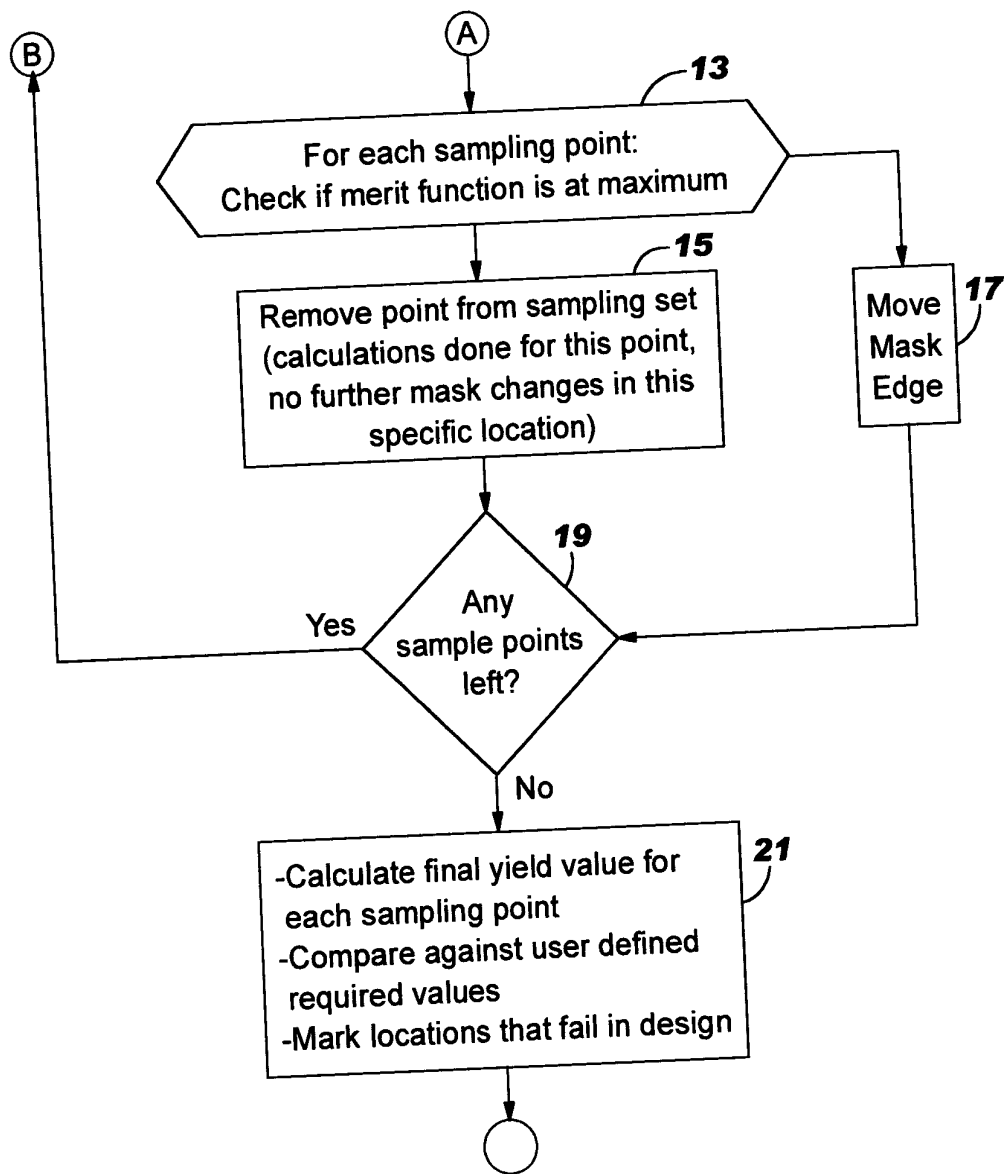 B
A
13
For each sampling point:
Check if merit function is at maximum
15
Remove point from sampling set
(calculations done for this point,
no further mask changes in this
specific location)
17
Move
Mask
Edge
19
Any
sample points
left?
Yes
No
21
-Calculate final yield value for
each sampling point
-Compare against user defined
required values
-Mark locations that fail in design